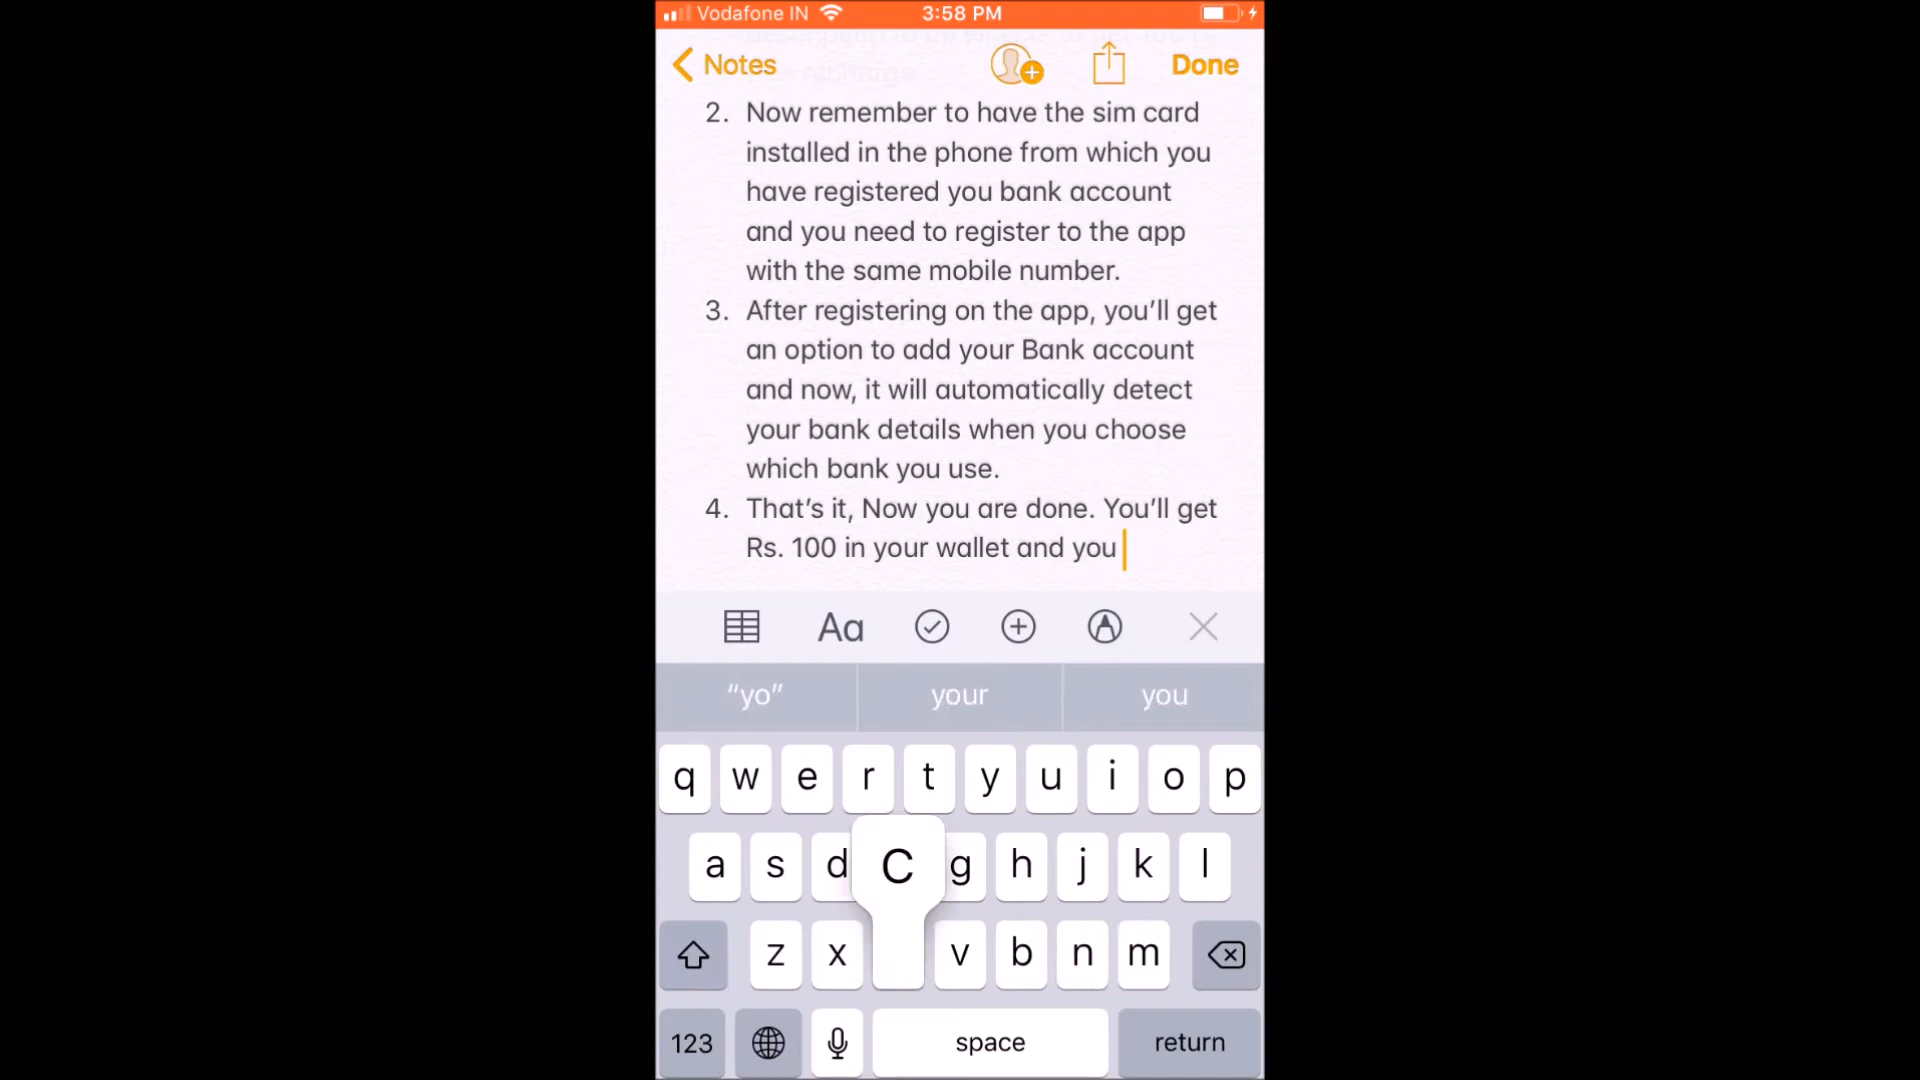 Vodafone IN
3:58 PM
Notes
Done
2. Now remember to have the sim card
installed in the phone from which you
have registered you bank account
and you need to register to the app
with the same mobile number.
3. After registering on the app, you’ll get
an option to add your Bank account
and now, it will automatically detect
your bank details when you choose
which bank you use.
4. That’s it, Now you are done. You’ll get
Rs. 100 in your wallet and you
Aa
“yo” your you
q w e r t y u i o p
a s d C g h j k l
z x v b n m
123 space return